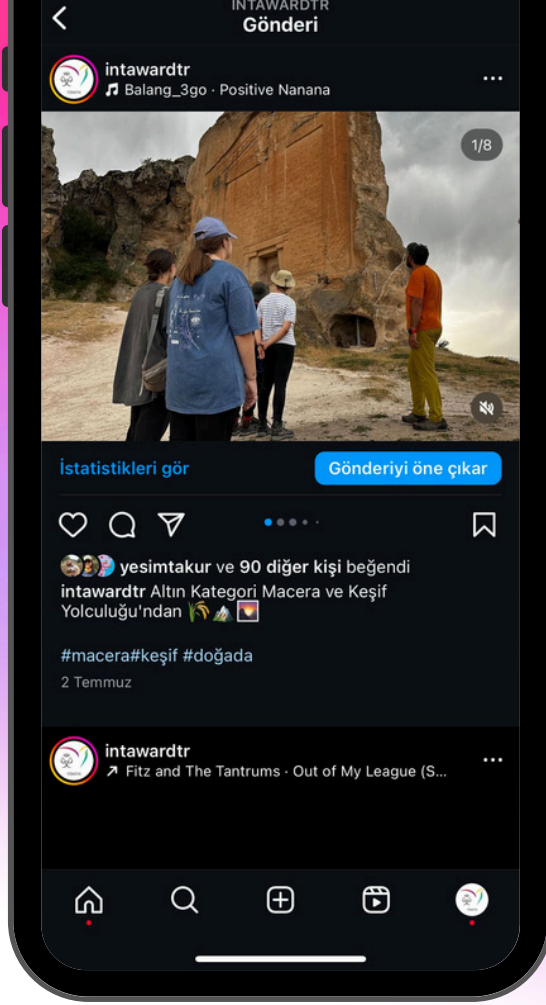 INTAWARDTR
Gönderi
intawardtr
Balang_3go · Positive Nanana
1/8
İstatistikleri gör
Gönderiyi öne çıkar
yesimtakur ve 90 diğer kişi beğendi
intawardtr Altın Kategori Macera ve Keşif
Yolculuğu'ndan 🌾⛰️🌄
#macera#keşif #doğada
2 Temmuz
intawardtr
Fitz and The Tantrums · Out of My League (S...